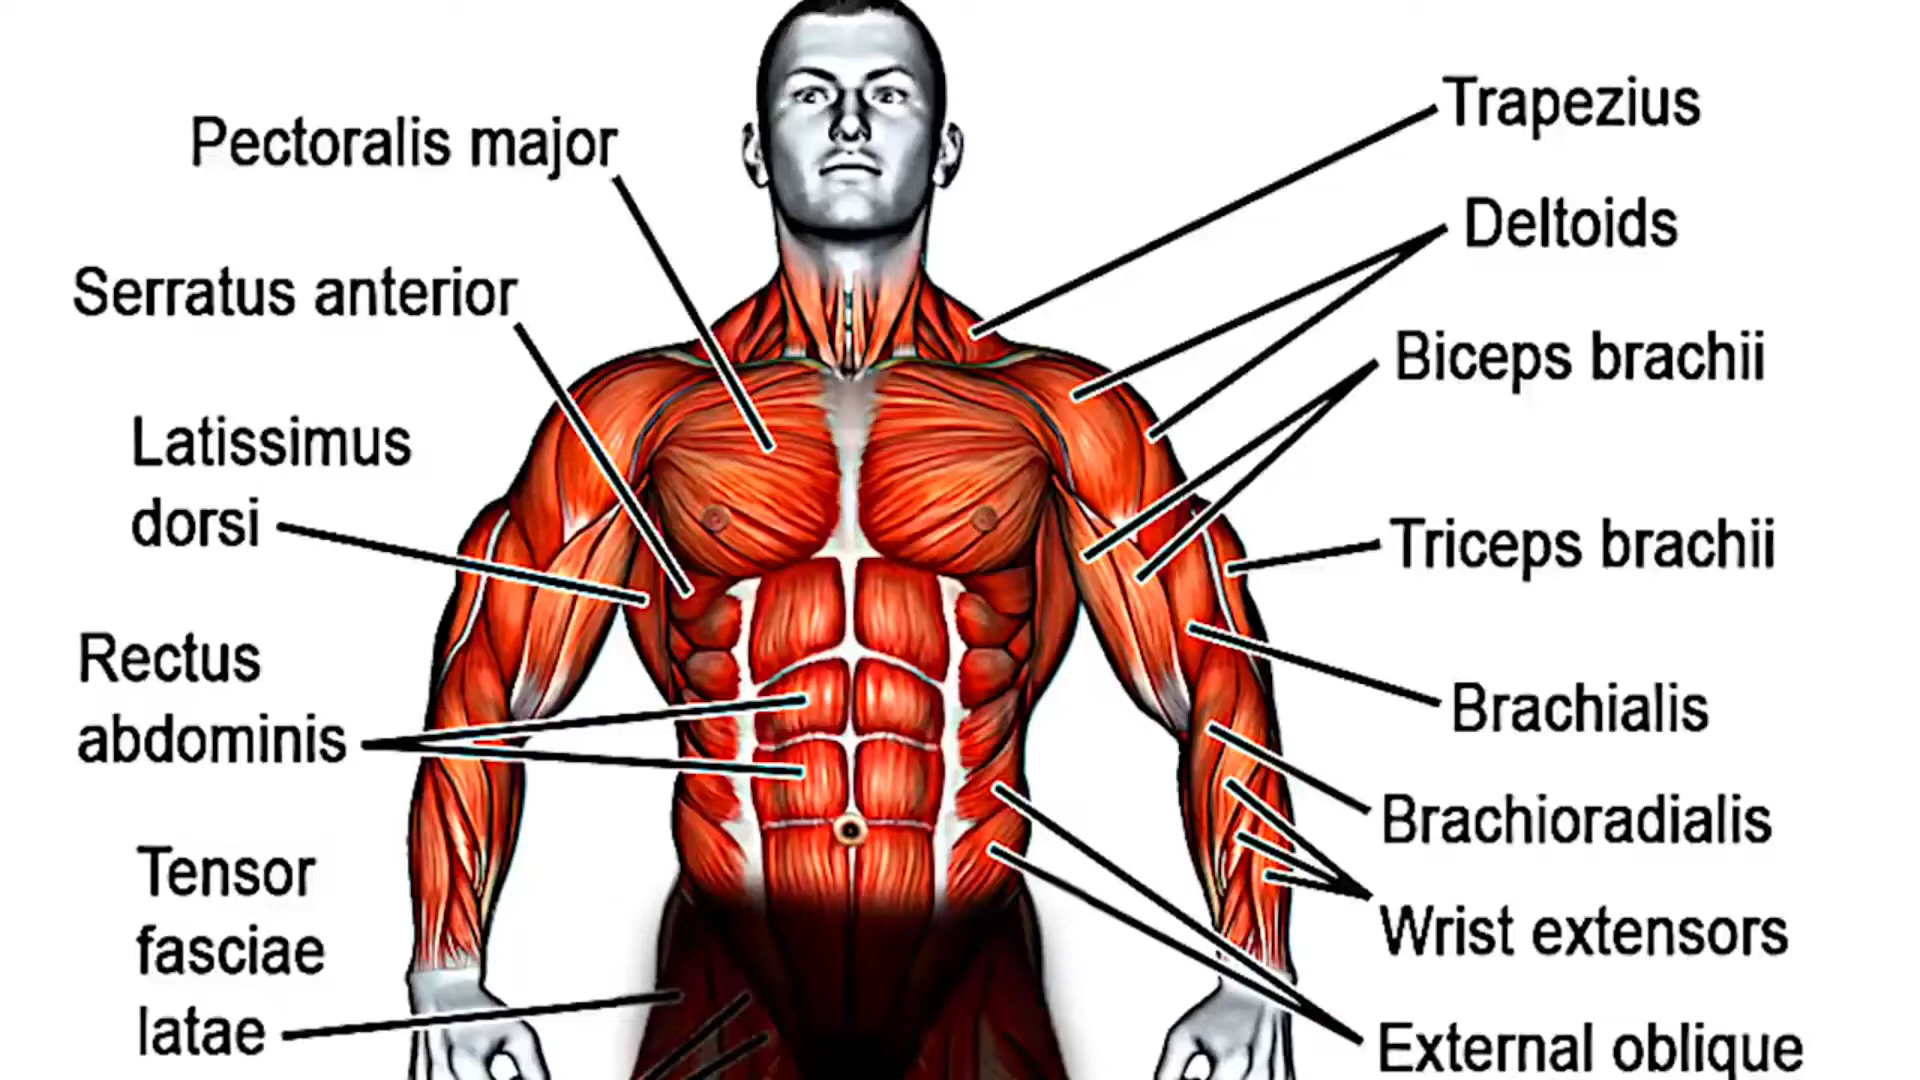 Pectoralis major
Serratus anterior
Latissimus
dorsi
Rectus
abdominis
Tensor
fasciae
latae
Trapezius
Deltoids
Biceps brachii
Triceps brachii
Brachialis
Brachioradialis
Wrist extensors
External oblique